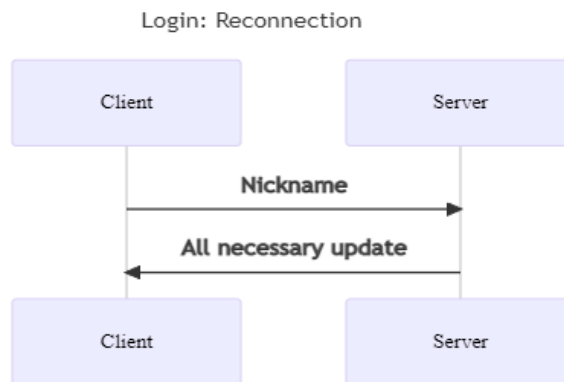 Login: Reconnection
Client Server
Nickname
All necessary update
Client Server